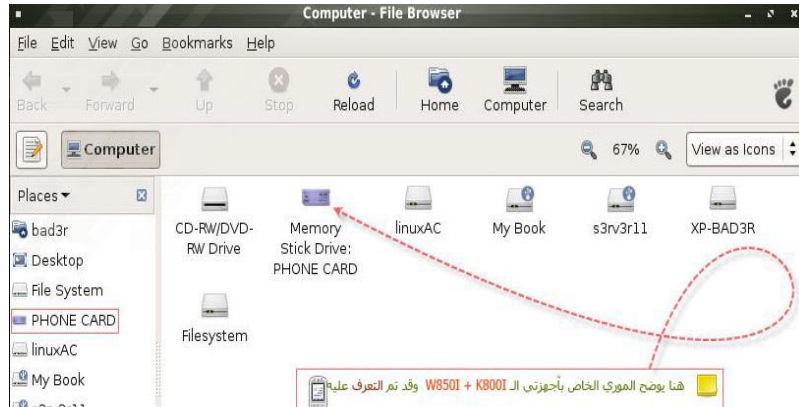 Computer - File Browser
File Edit View Go Bookmarks Help
Back Forward Up Stop Reload Home Computer Search
Computer 67% View as Icons
Places
bad3r
Desktop
File System
PHONE CARD
linuxAC
My Book
CD-RW/DVD-
RW Drive
Memory
Stick Drive:
PHONE CARD
linuxAC
My Book
s3rv3r11
XP-BAD3R
Filesystem
هنا يوضح الموري الخاص بأجهزتي الـ W850I + K800I وقد تم التعرف عليه